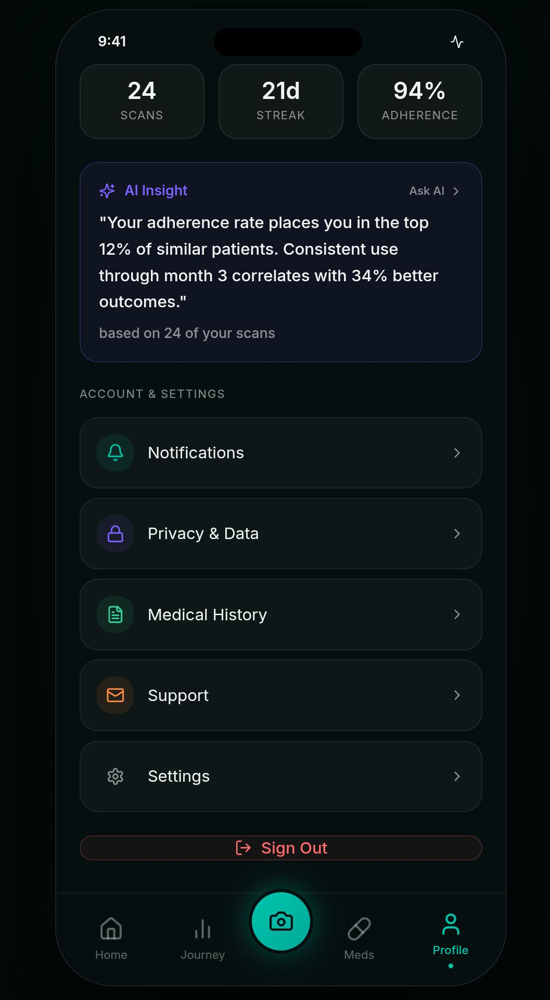 9:41
24
SCANS
21d
STREAK
94%
ADHERENCE
AI Insight
Ask AI
"Your adherence rate places you in the top
12% of similar patients. Consistent use
through month 3 correlates with 34% better
outcomes."
based on 24 of your scans
ACCOUNT & SETTINGS
Notifications
Privacy & Data
Medical History
Support
Settings
Sign Out
Home
Journey
Meds
Profile